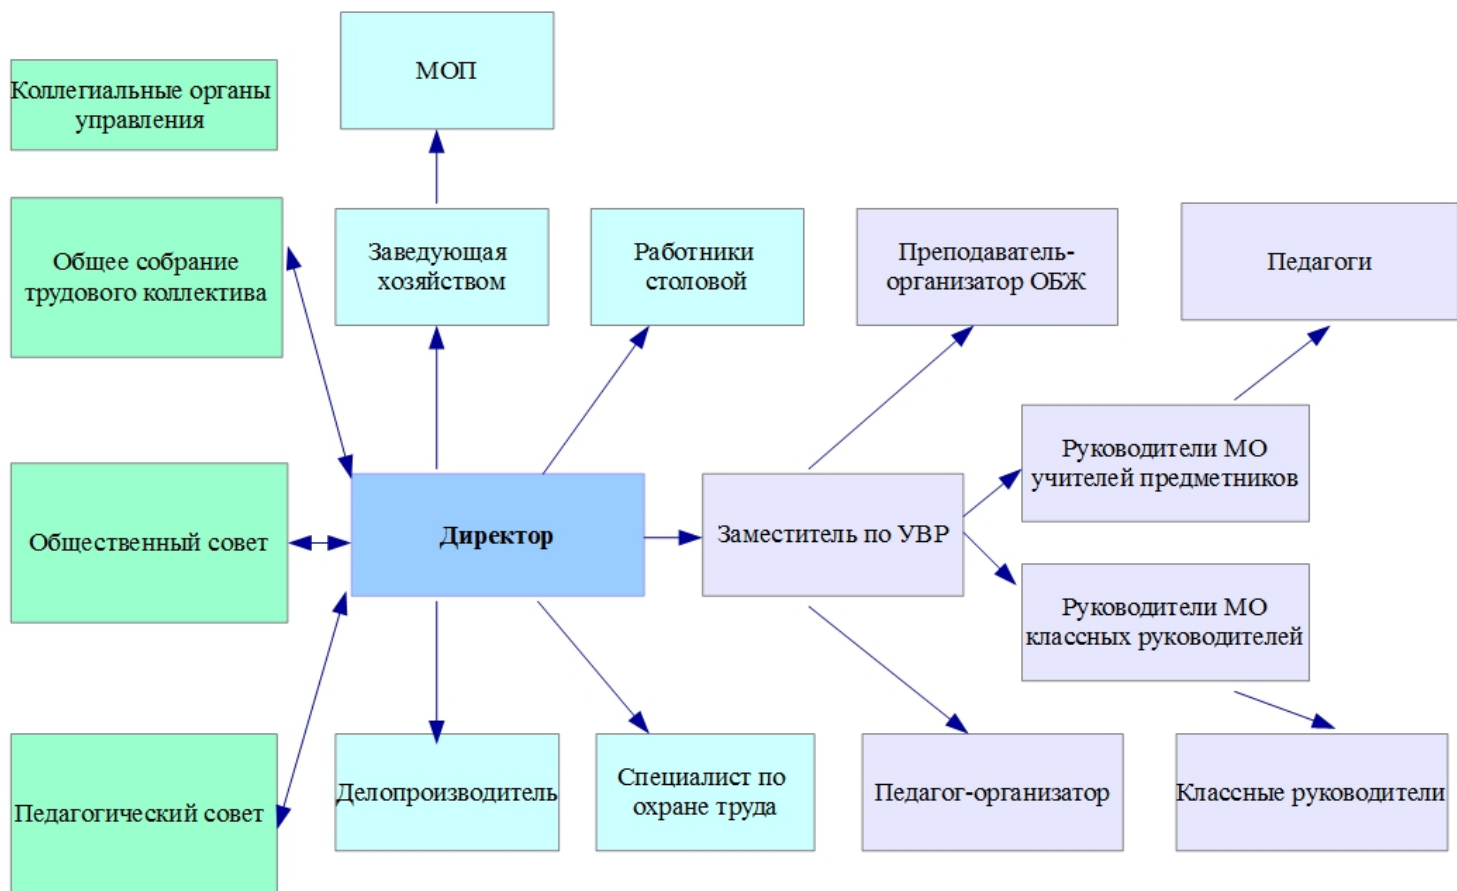 МОП
Коллегиальные органы
управления
Общее собрание
трудового коллектива
Заведующая
хозяйством
Работники
столовой
Преподаватель-
организатор ОБЖ
Педагоги
Руководители МО
учителей предметников
Общественный совет
Директор
Заместитель по УВР
Руководители МО
классных руководителей
Педагогический совет
Делопроизводитель
Специалист по
охране труда
Педагог-организатор
Классные руководители